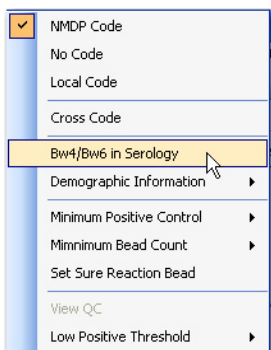 NMDP Code
No Code
Local Code
Cross Code
Bw4/Bw6 in Serology
Demographic Information
Minimum Positive Control
Mimnimum Bead Count
Set Sure Reaction Bead
View QC
Low Positive Threshold